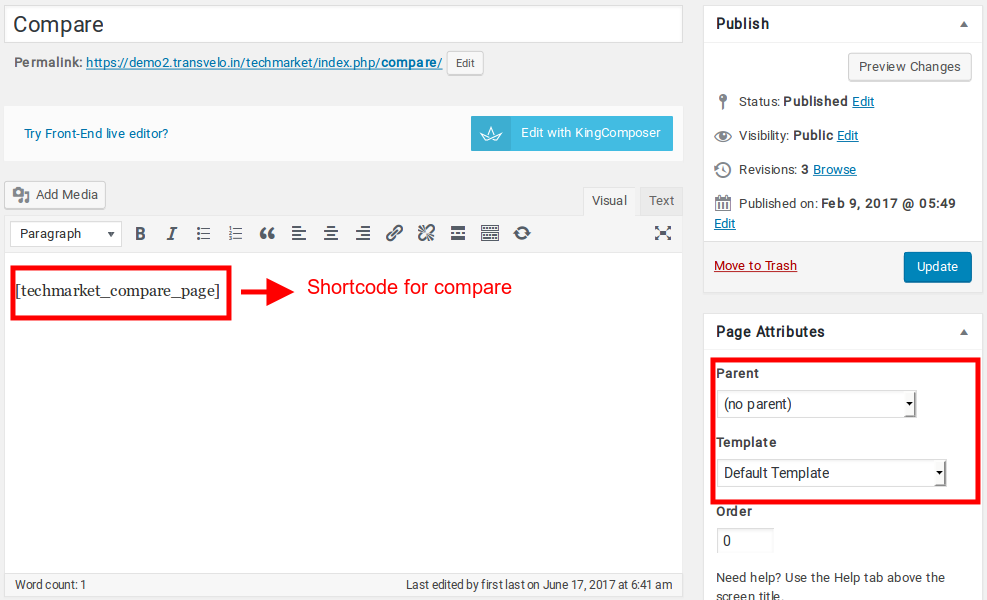 Compare
Permalink: https://demo2.transvelo.in/techmarket/index.php/compare/ Edit
Try Front-End live editor?
Edit with KingComposer
Add Media
Visual
Text
Paragraph
B I
[techmarket_compare_page]
Shortcode for compare
Word count: 1
Last edited by first last on June 17, 2017 at 6:41 am
Publish
Preview Changes
Status: Published Edit
Visibility: Public Edit
Revisions: 3 Browse
Published on: Feb 9, 2017 @ 05:49
Edit
Move to Trash
Update
Page Attributes
Parent
(no parent)
Template
Default Template
Order
0
Need help? Use the Help tab above the
screen title.